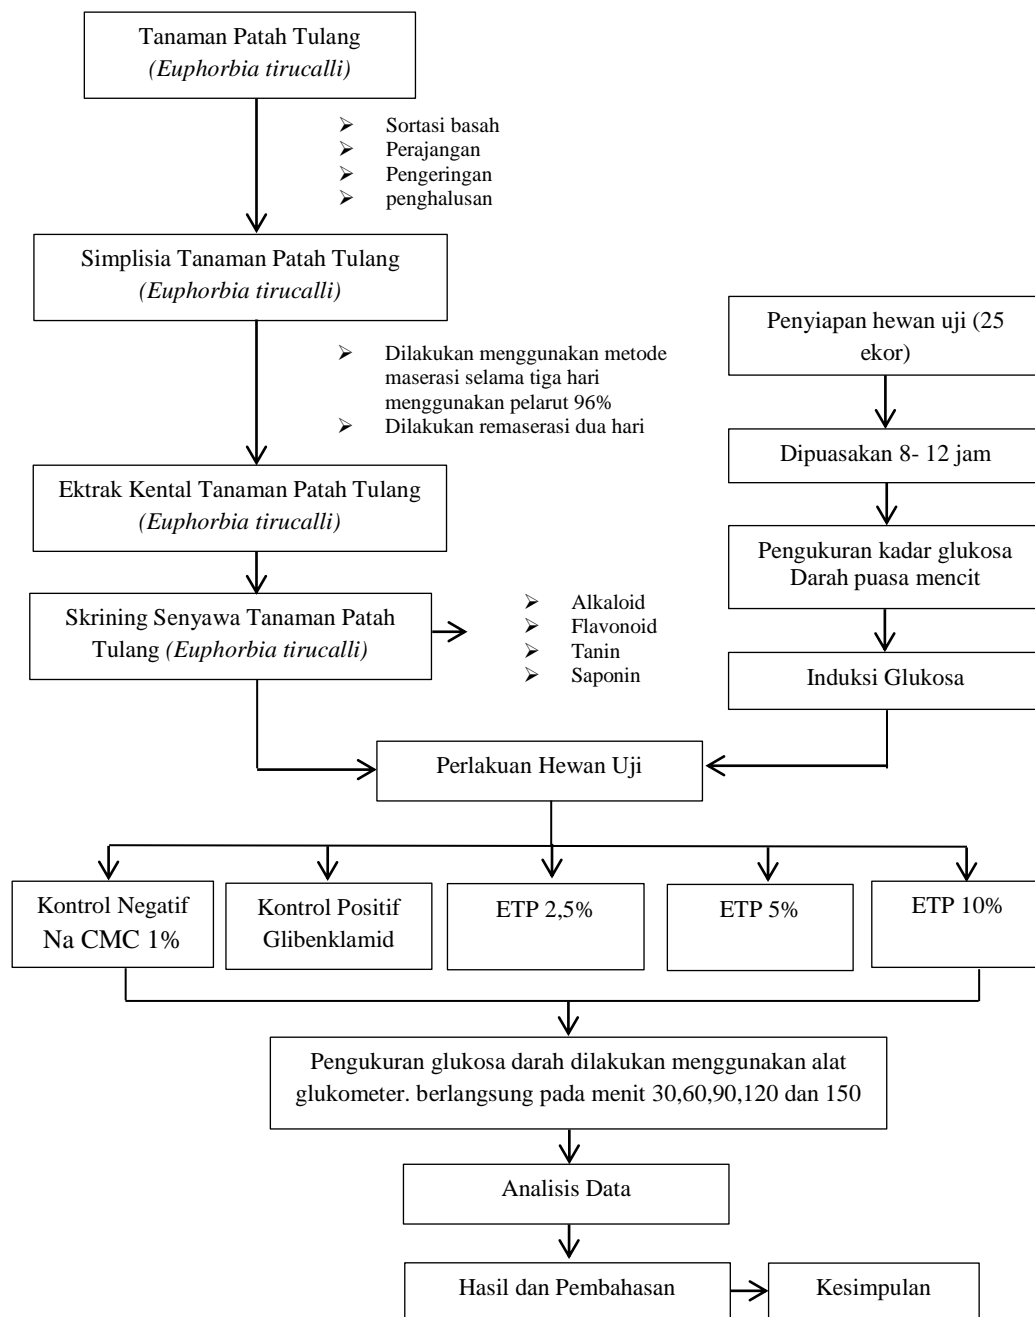 Tanaman Patah Tulang
(Euphorbia tirucalli)
➢ Sortasi basah
➢ Perajangan
➢ Pengeringan
➢ penghalusan
Simplisia Tanaman Patah Tulang
(Euphorbia tirucalli)
➢ Dilakukan menggunakan metode
maserasi selama tiga hari
menggunakan pelarut 96%
➢ Dilakukan remaserasi dua hari
Ektrak Kental Tanaman Patah Tulang
(Euphorbia tirucalli)
Skrining Senyawa Tanaman Patah
Tulang (Euphorbia tirucalli)
➢ Alkaloid
➢ Flavonoid
➢ Tanin
➢ Saponin
Penyiapan hewan uji (25
ekor)
Dipuasakan 8- 12 jam
Pengukuran kadar glukosa
Darah puasa mencit
Induksi Glukosa
Perlakuan Hewan Uji
Kontrol Negatif
Na CMC 1%
Kontrol Positif
Glibenklamid
ETP 2,5%
ETP 5%
ETP 10%
Pengukuran glukosa darah dilakukan menggunakan alat
glukometer. berlangsung pada menit 30,60,90,120 dan 150
Analisis Data
Hasil dan Pembahasan
Kesimpulan